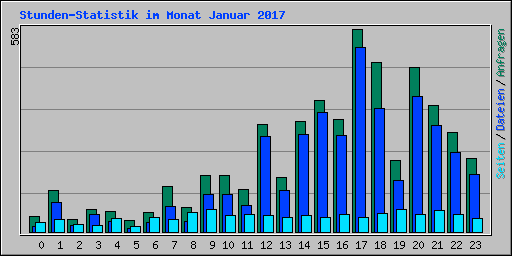 Stunden-Statistik im Monat Januar 2017
583
Seiten / Dateien / Anfragen
0 1 2 3 4 5 6 7 8 9 10 11 12 13 14 15 16 17 18 19 20 21 22 23